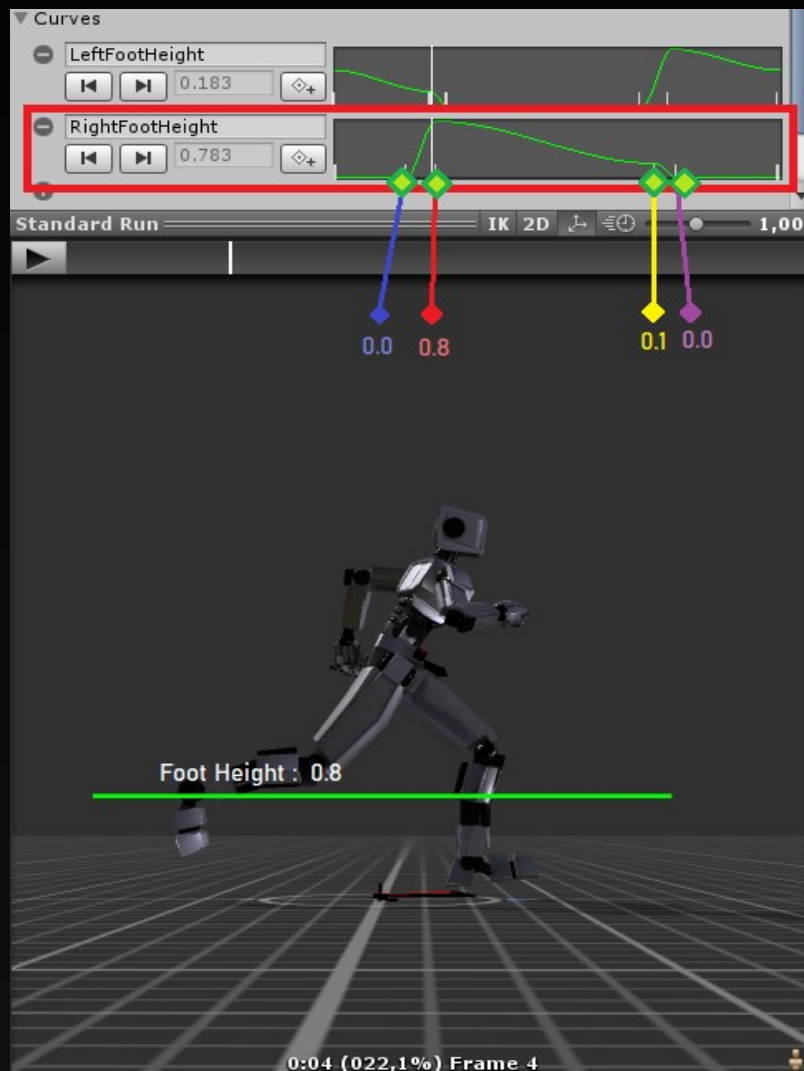 Curves
LeftFootHeight
0.183
RightFootHeight
0.783
Standard Run IK 2D 1,00
0.0 0.8 0.1 0.0
Foot Height : 0.8
0:04 (022,1%) Frame 4